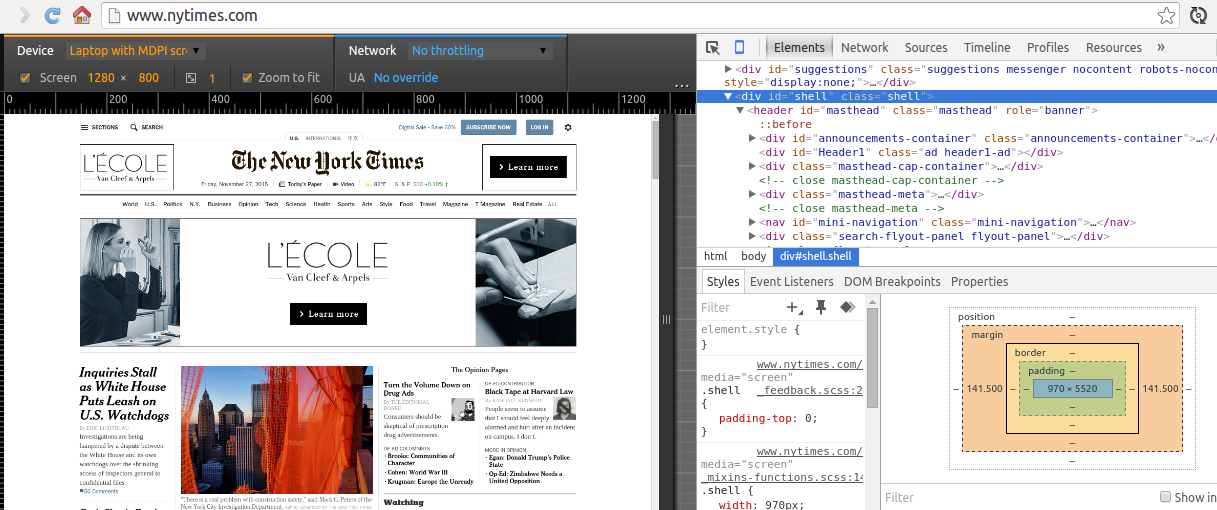 www.nytimes.com
Device Laptop with MDPI scr
Network No throttling
Screen 1280 × 800 1 Zoom to fit
UA No override
...
0 200 400 600 800 1000 1200
SECTIONS SEARCH
U.S. INTERNATIONAL 中文
Digital Sale - Save 50% SUBSCRIBE NOW LOG IN
L'ÉCOLE
Van Cleef & Arpels
The New York Times
Learn more
Friday, November 27, 2015 Today's Paper Video 82°F S. & P. 500 +0.10% ↑
World U.S. Politics N.Y. Business Opinion Tech Science Health Sports Arts Style Food Travel Magazine T Magazine Real Estate ALL
L'ÉCOLE
Van Cleef & Arpels
Learn more
Inquiries Stall
as White House
Puts Leash on
U.S. Watchdogs
By ERIC LICHTBLAU
Investigations are being
hampered by a dispute between
the White House and its own
watchdogs over the shrinking
access of inspectors general to
confidential files.
56 Comments
"There is a real problem with construction safety," said Mark G. Peters of the
New York City Investigation Department.
The Opinion Pages
Turn the Volume Down on
Drug Ads
By THE EDITORIAL
BOARD
Consumers should be
skeptical of prescription
drug advertisements.
OP-ED COLUMNISTS
· Brooks: Communities of
Character
· Cohen: World War III
· Krugman: Europe the Unready
Watching
OP-ED CONTRIBUTOR
Black Tape at Harvard Law
By RANDALL KENNEDY
People seem to assume
that I should feel deeply
alarmed and hurt after an incident
on campus. I don't.
MORE IN OPINION
· Egan: Donald Trump's Police
State
· Op-Ed: Zimbabwe Needs a
United Opposition
Elements Network Sources Timeline Profiles Resources »
<div id="suggestions" class="suggestions messenger nocontent robots-nocon
style="display:none;">…</div>
<div id="shell" class="shell">
<header id="masthead" class="masthead" role="banner">
::before
<div id="announcements-container" class="announcements-container">…</
<div id="Header1" class="ad header1-ad"></div>
<div class="masthead-cap-container">…</div>
<!-- close masthead-cap-container -->
<div class="masthead-meta">…</div>
<!-- close masthead-meta -->
<nav id="mini-navigation" class="mini-navigation">…</nav>
<div class="search-flyout-panel flyout-panel">…</div>
html body div#shell.shell
Styles Event Listeners DOM Breakpoints Properties
Filter
element.style {
}
www.nytimes.com/
media="screen"
.shell _feedback.scss:2
{
padding-top: 0;
}
www.nytimes.com/
media="screen"
_mixins-functions.scss:14
.shell {
width: 970px;
position –
margin –
border –
padding –
– 141.500 – – 970 × 5520 – – 141.500 –
–
–
–
–
Filter Show in